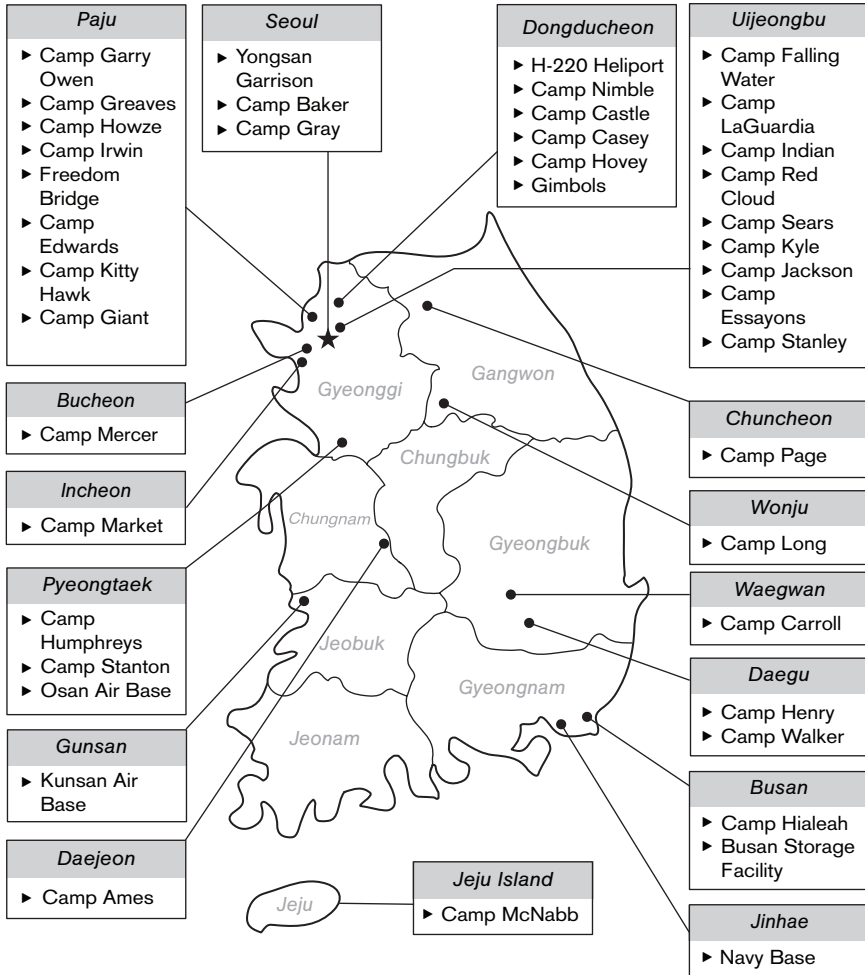 Paju
▶ Camp Garry
Owen
▶ Camp Greaves
▶ Camp Howze
▶ Camp Irwin
▶ Freedom
Bridge
▶ Camp
Edwards
▶ Camp Kitty
Hawk
▶ Camp Giant
Seoul
▶ Yongsan
Garrison
▶ Camp Baker
▶ Camp Gray
Dongducheon
▶ H-220 Heliport
▶ Camp Nimble
▶ Camp Castle
▶ Camp Casey
▶ Camp Hovey
▶ Gimbols
Uijeongbu
▶ Camp Falling
Water
▶ Camp
LaGuardia
▶ Camp Indian
▶ Camp Red
Cloud
▶ Camp Sears
▶ Camp Kyle
▶ Camp Jackson
▶ Camp
Essayons
▶ Camp Stanley
Bucheon
▶ Camp Mercer
Incheon
▶ Camp Market
Pyeongtaek
▶ Camp
Humphreys
▶ Camp Stanton
▶ Osan Air Base
Gunsan
▶ Kunsan Air
Base
Daejeon
▶ Camp Ames
Gyeonggi
Gangwon
Chungbuk
Chungnam
Gyeongbuk
Jeobuk
Gyeongnam
Jeonam
Jeju
Jeju Island
▶ Camp McNabb
Chuncheon
▶ Camp Page
Wonju
▶ Camp Long
Waegwan
▶ Camp Carroll
Daegu
▶ Camp Henry
▶ Camp Walker
Busan
▶ Camp Hialeah
▶ Busan Storage
Facility
Jinhae
▶ Navy Base